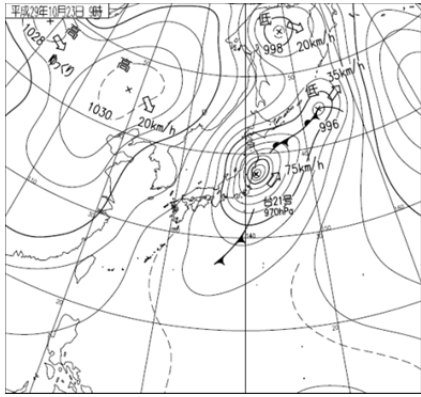 平成29年10月23日 9時
低
998
20km/h
高
1028
ゆっくり
高
1030
20km/h
低
35km/h
996
75km/h
台21号
970hPa